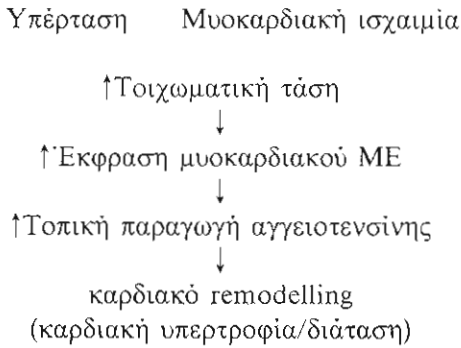 Υπέρταση Μυοκαρδιακή ισχαιμία
↑Τοιχωματική τάση
↓
↑Έκφραση μυοκαρδιακού ΜΕ
↓
↑Τοπική παραγωγή αγγειοτενσίνης
↓
καρδιακό remodelling
(καρδιακή υπερτροφία/διάταση)